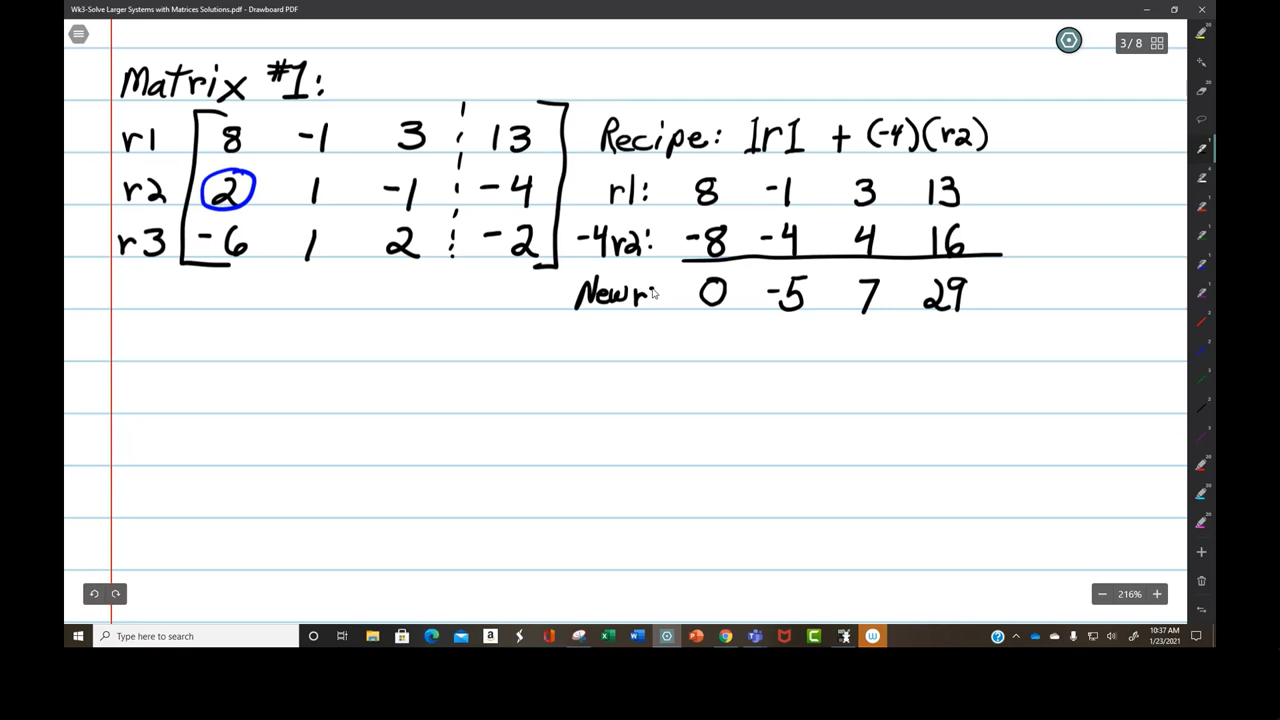 Wk3-Solve Larger Systems with Matrices Solutions.pdf - Drawboard PDF
3 / 8
Matrix #1:
r1 8 -1 3 13 Recipe: 1r1 + (-4)(r2)
r2 2 1 -1 -4 r1: 8 -1 3 13
r3 -6 1 2 -2 -4r2: -8 -4 4 16
New r: 0 -5 7 29
216%
Type here to search
10:37 AM
1/23/2021